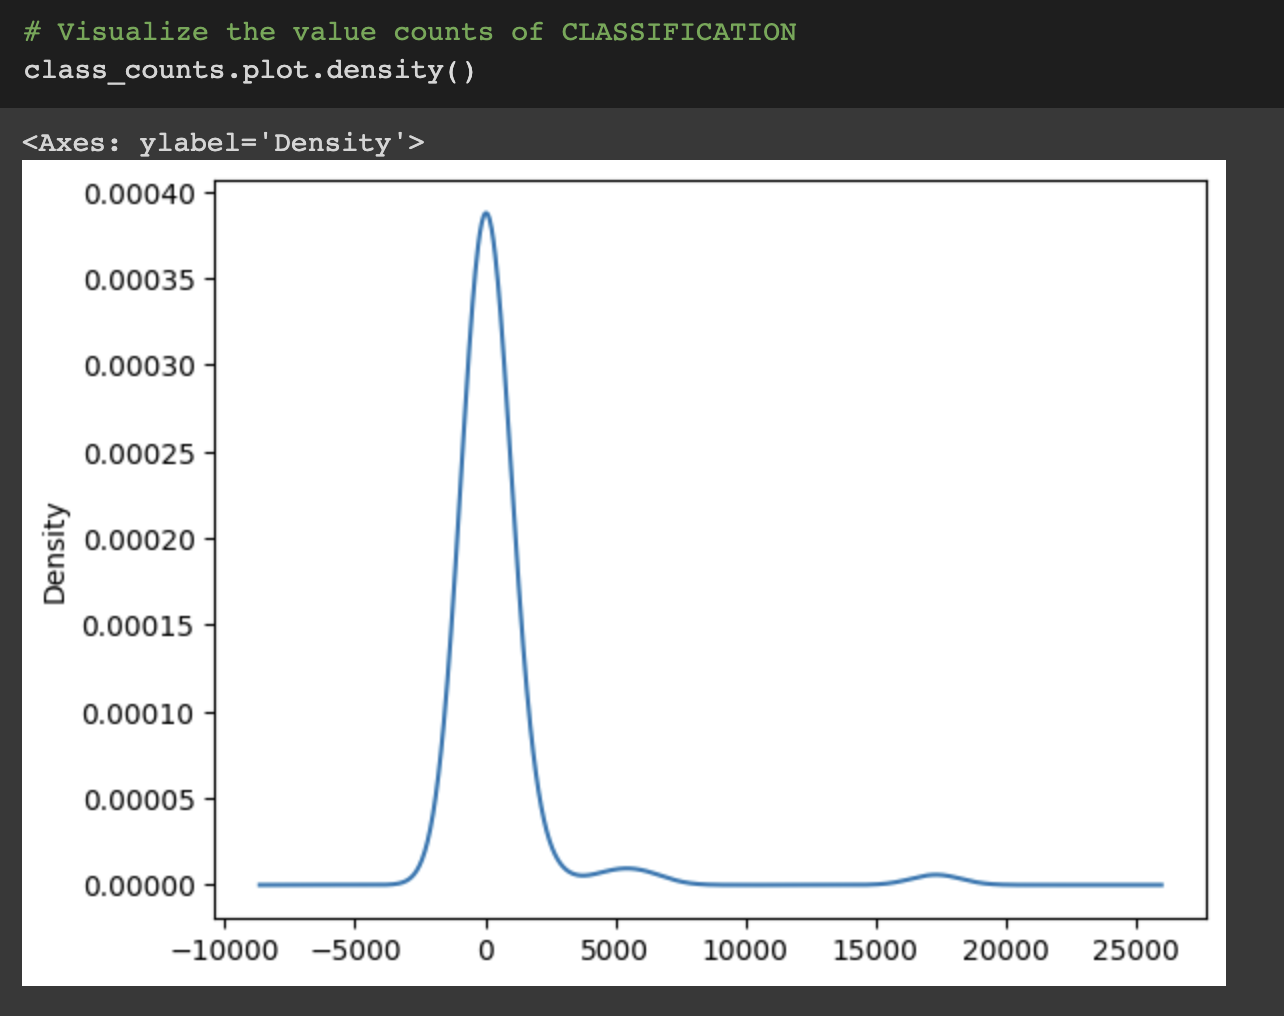 # Visualize the value counts of CLASSIFICATION
class_counts.plot.density()
<Axes: ylabel='Density'>
0.00040
0.00035
0.00030
0.00025
0.00020
0.00015
0.00010
0.00005
0.00000
Density
−10000 −5000 0 5000 10000 15000 20000 25000